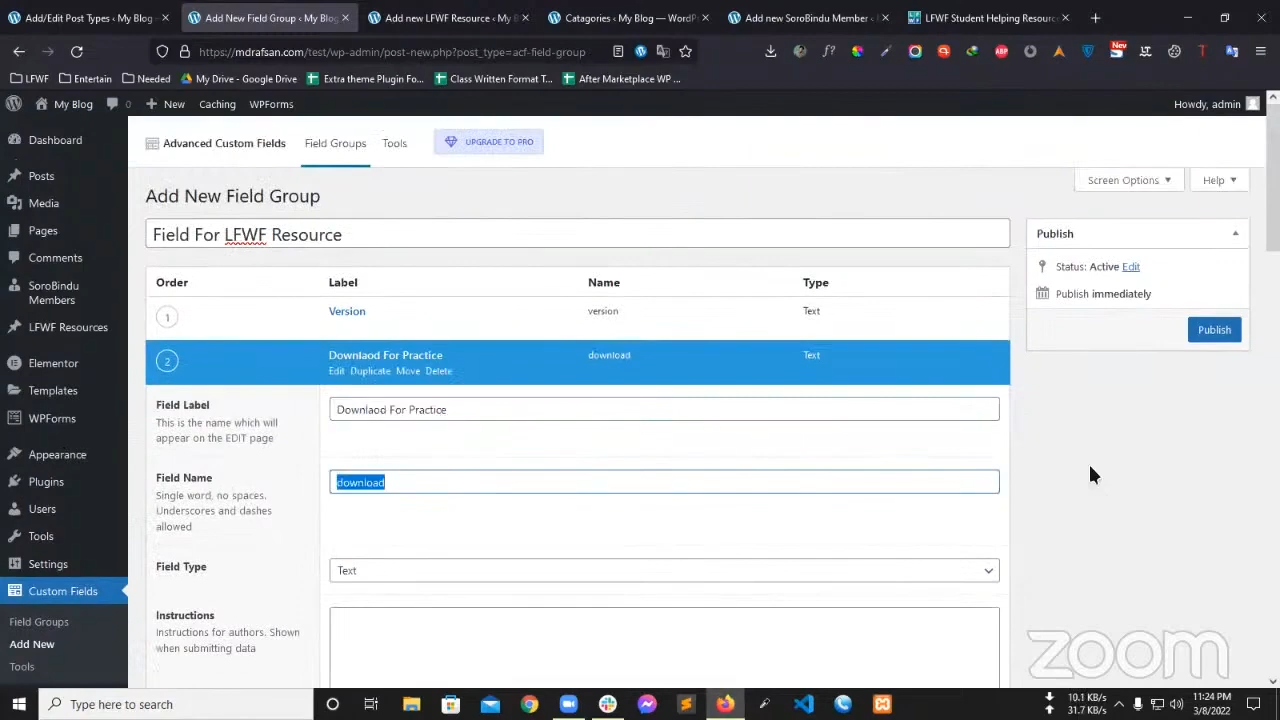 Add/Edit Post Types ‹ My Blog —
Add New Field Group ‹ My Blog
Add new LFWF Resource ‹ My B
Catagories ‹ My Blog — WordPr
Add new SoroBindu Member ‹
LFWF Student Helping Resource
https://mdrafsan.com/test/wp-admin/post-new.php?post_type=acf-field-group
ABP
New
LFWF
Entertain
Needed
My Drive - Google Drive
Extra theme Plugin Fo...
Class Written Format T...
After Marketplace WP ...
My Blog
0
New
Caching
WPForms
Howdy, admin
Dashboard
Posts
Media
Pages
Comments
SoroBindu
Members
LFWF Resources
Elementor
Templates
WPForms
Appearance
Plugins
Users
Tools
Settings
Custom Fields
Field Groups
Add New
Tools
Advanced Custom Fields
Field Groups
Tools
UPGRADE TO PRO
Screen Options
Help
Add New Field Group
Field For LFWF Resource
Order
Label
Name
Type
1
Version
version
Text
2
Downlaod For Practice
download
Text
Edit Duplicate Move Delete
Field Label
This is the name which will
appear on the EDIT page
Downlaod For Practice
Field Name
Single word, no spaces.
Underscores and dashes
allowed
download
Field Type
Text
Instructions
Instructions for authors. Shown
when submitting data
Publish
Status: Active Edit
Publish immediately
Publish
zoom
Type here to search
10.1 KB/s
31.7 KB/s
11:24 PM
3/8/2022